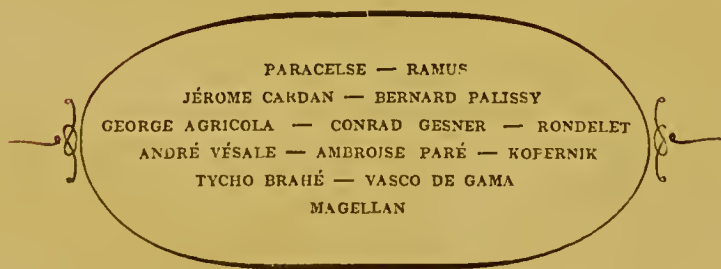 PARACELSE — RAMUS
JÉROME CARDAN — BERNARD PALISSY
GEORGE AGRICOLA — CONRAD GESNER — RONDELET
ANDRÉ VÉSALE — AMBROISE PARÉ — KOPERNIK
TYCHO BRAHÉ — VASCO DE GAMA
MAGELLAN